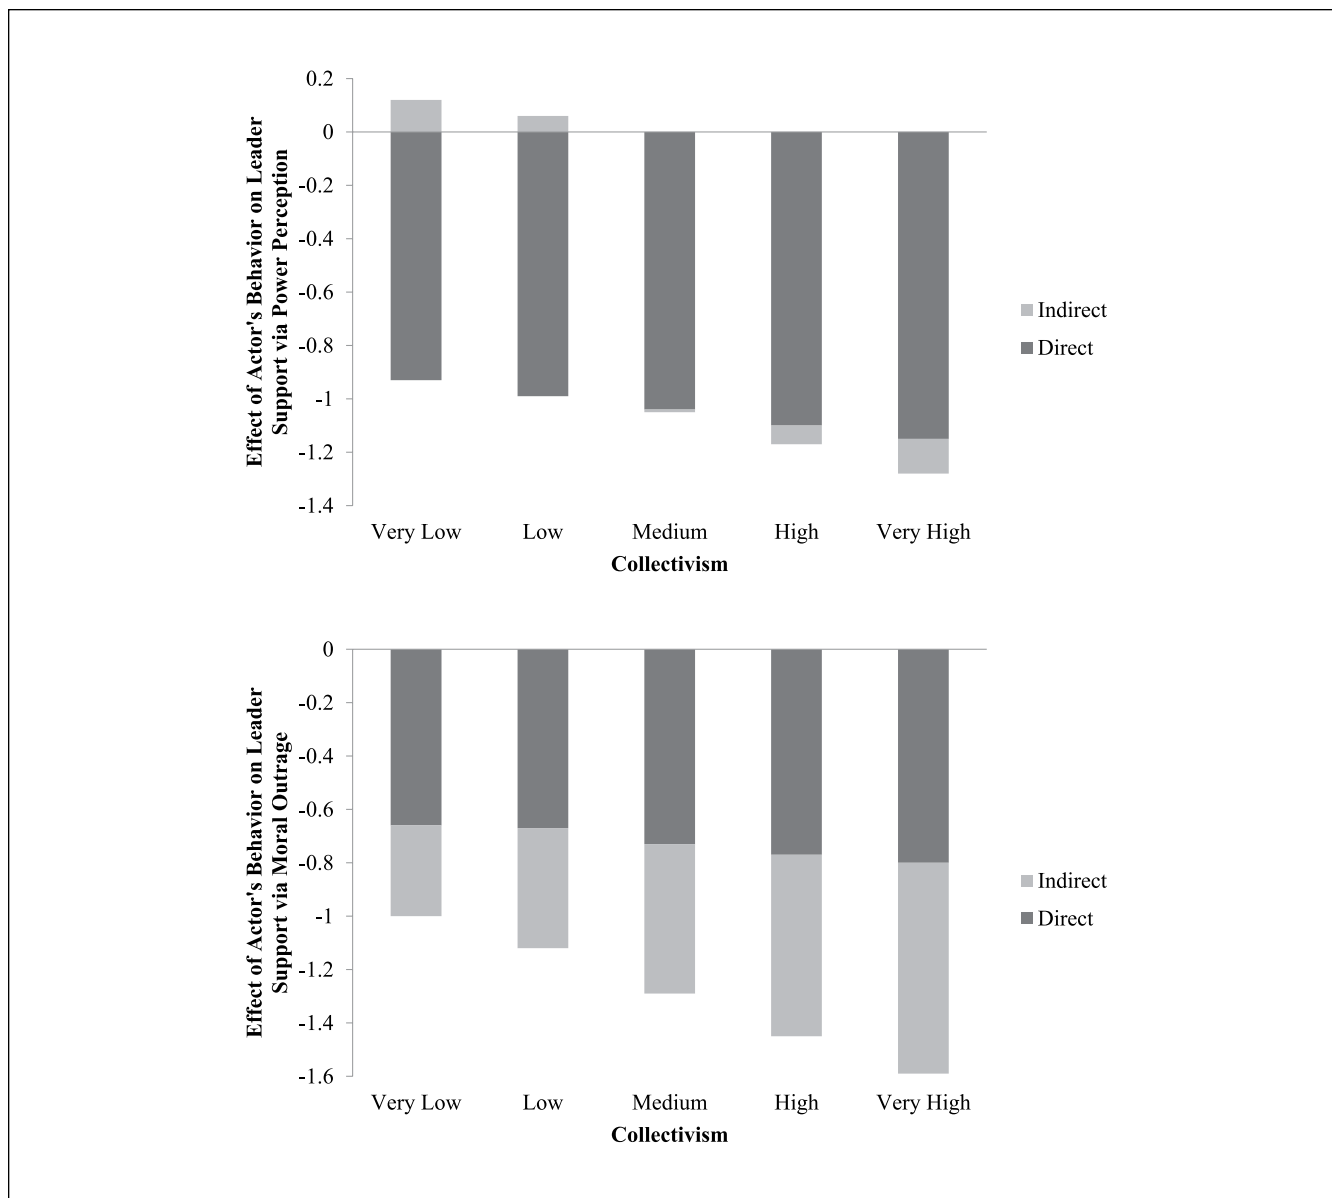 Effect of Actor's Behavior on Leader
Support via Power Perception
0.2
0
-0.2
-0.4
-0.6
-0.8
-1
-1.2
-1.4
Very Low Low Medium High Very High
Collectivism
Indirect
Direct
Effect of Actor's Behavior on Leader
Support via Moral Outrage
0
-0.2
-0.4
-0.6
-0.8
-1
-1.2
-1.4
-1.6
Very Low Low Medium High Very High
Collectivism
Indirect
Direct